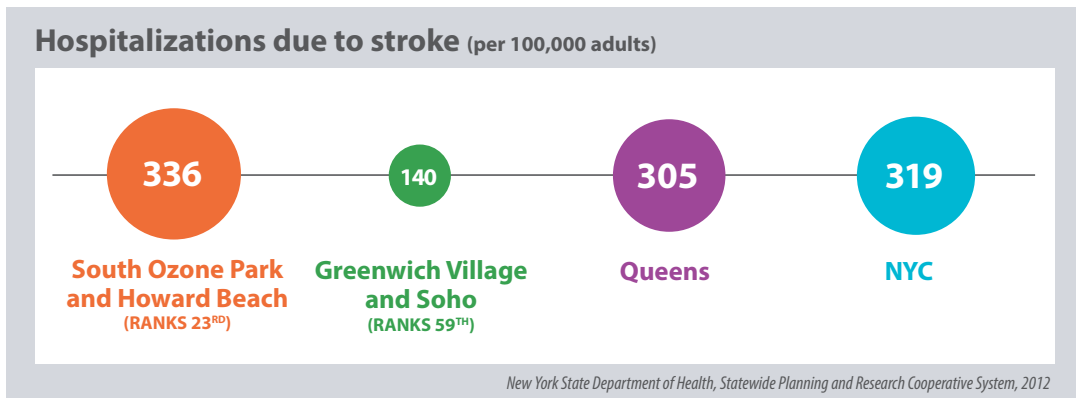 Hospitalizations due to stroke (per 100,000 adults)
336
140
305
319
South Ozone Park
and Howard Beach
(RANKS 23RD)
Greenwich Village
and Soho
(RANKS 59TH)
Queens
NYC
New York State Department of Health, Statewide Planning and Research Cooperative System, 2012